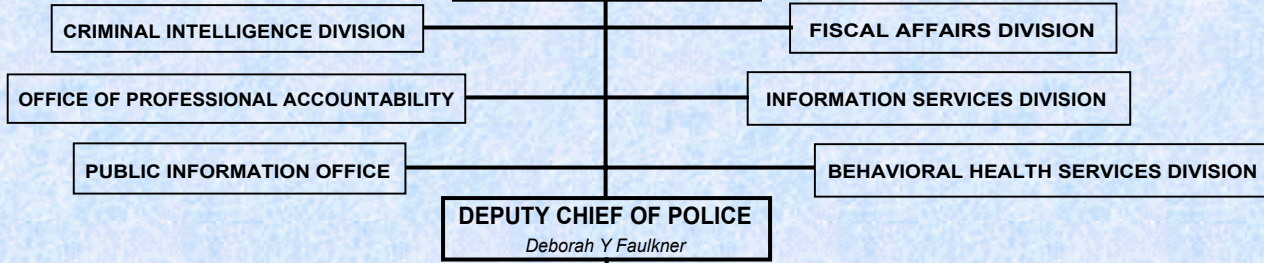 CRIMINAL INTELLIGENCE DIVISION
FISCAL AFFAIRS DIVISION
OFFICE OF PROFESSIONAL ACCOUNTABILITY
INFORMATION SERVICES DIVISION
PUBLIC INFORMATION OFFICE
BEHAVIORAL HEALTH SERVICES DIVISION
DEPUTY CHIEF OF POLICE
Deborah Y Faulkner